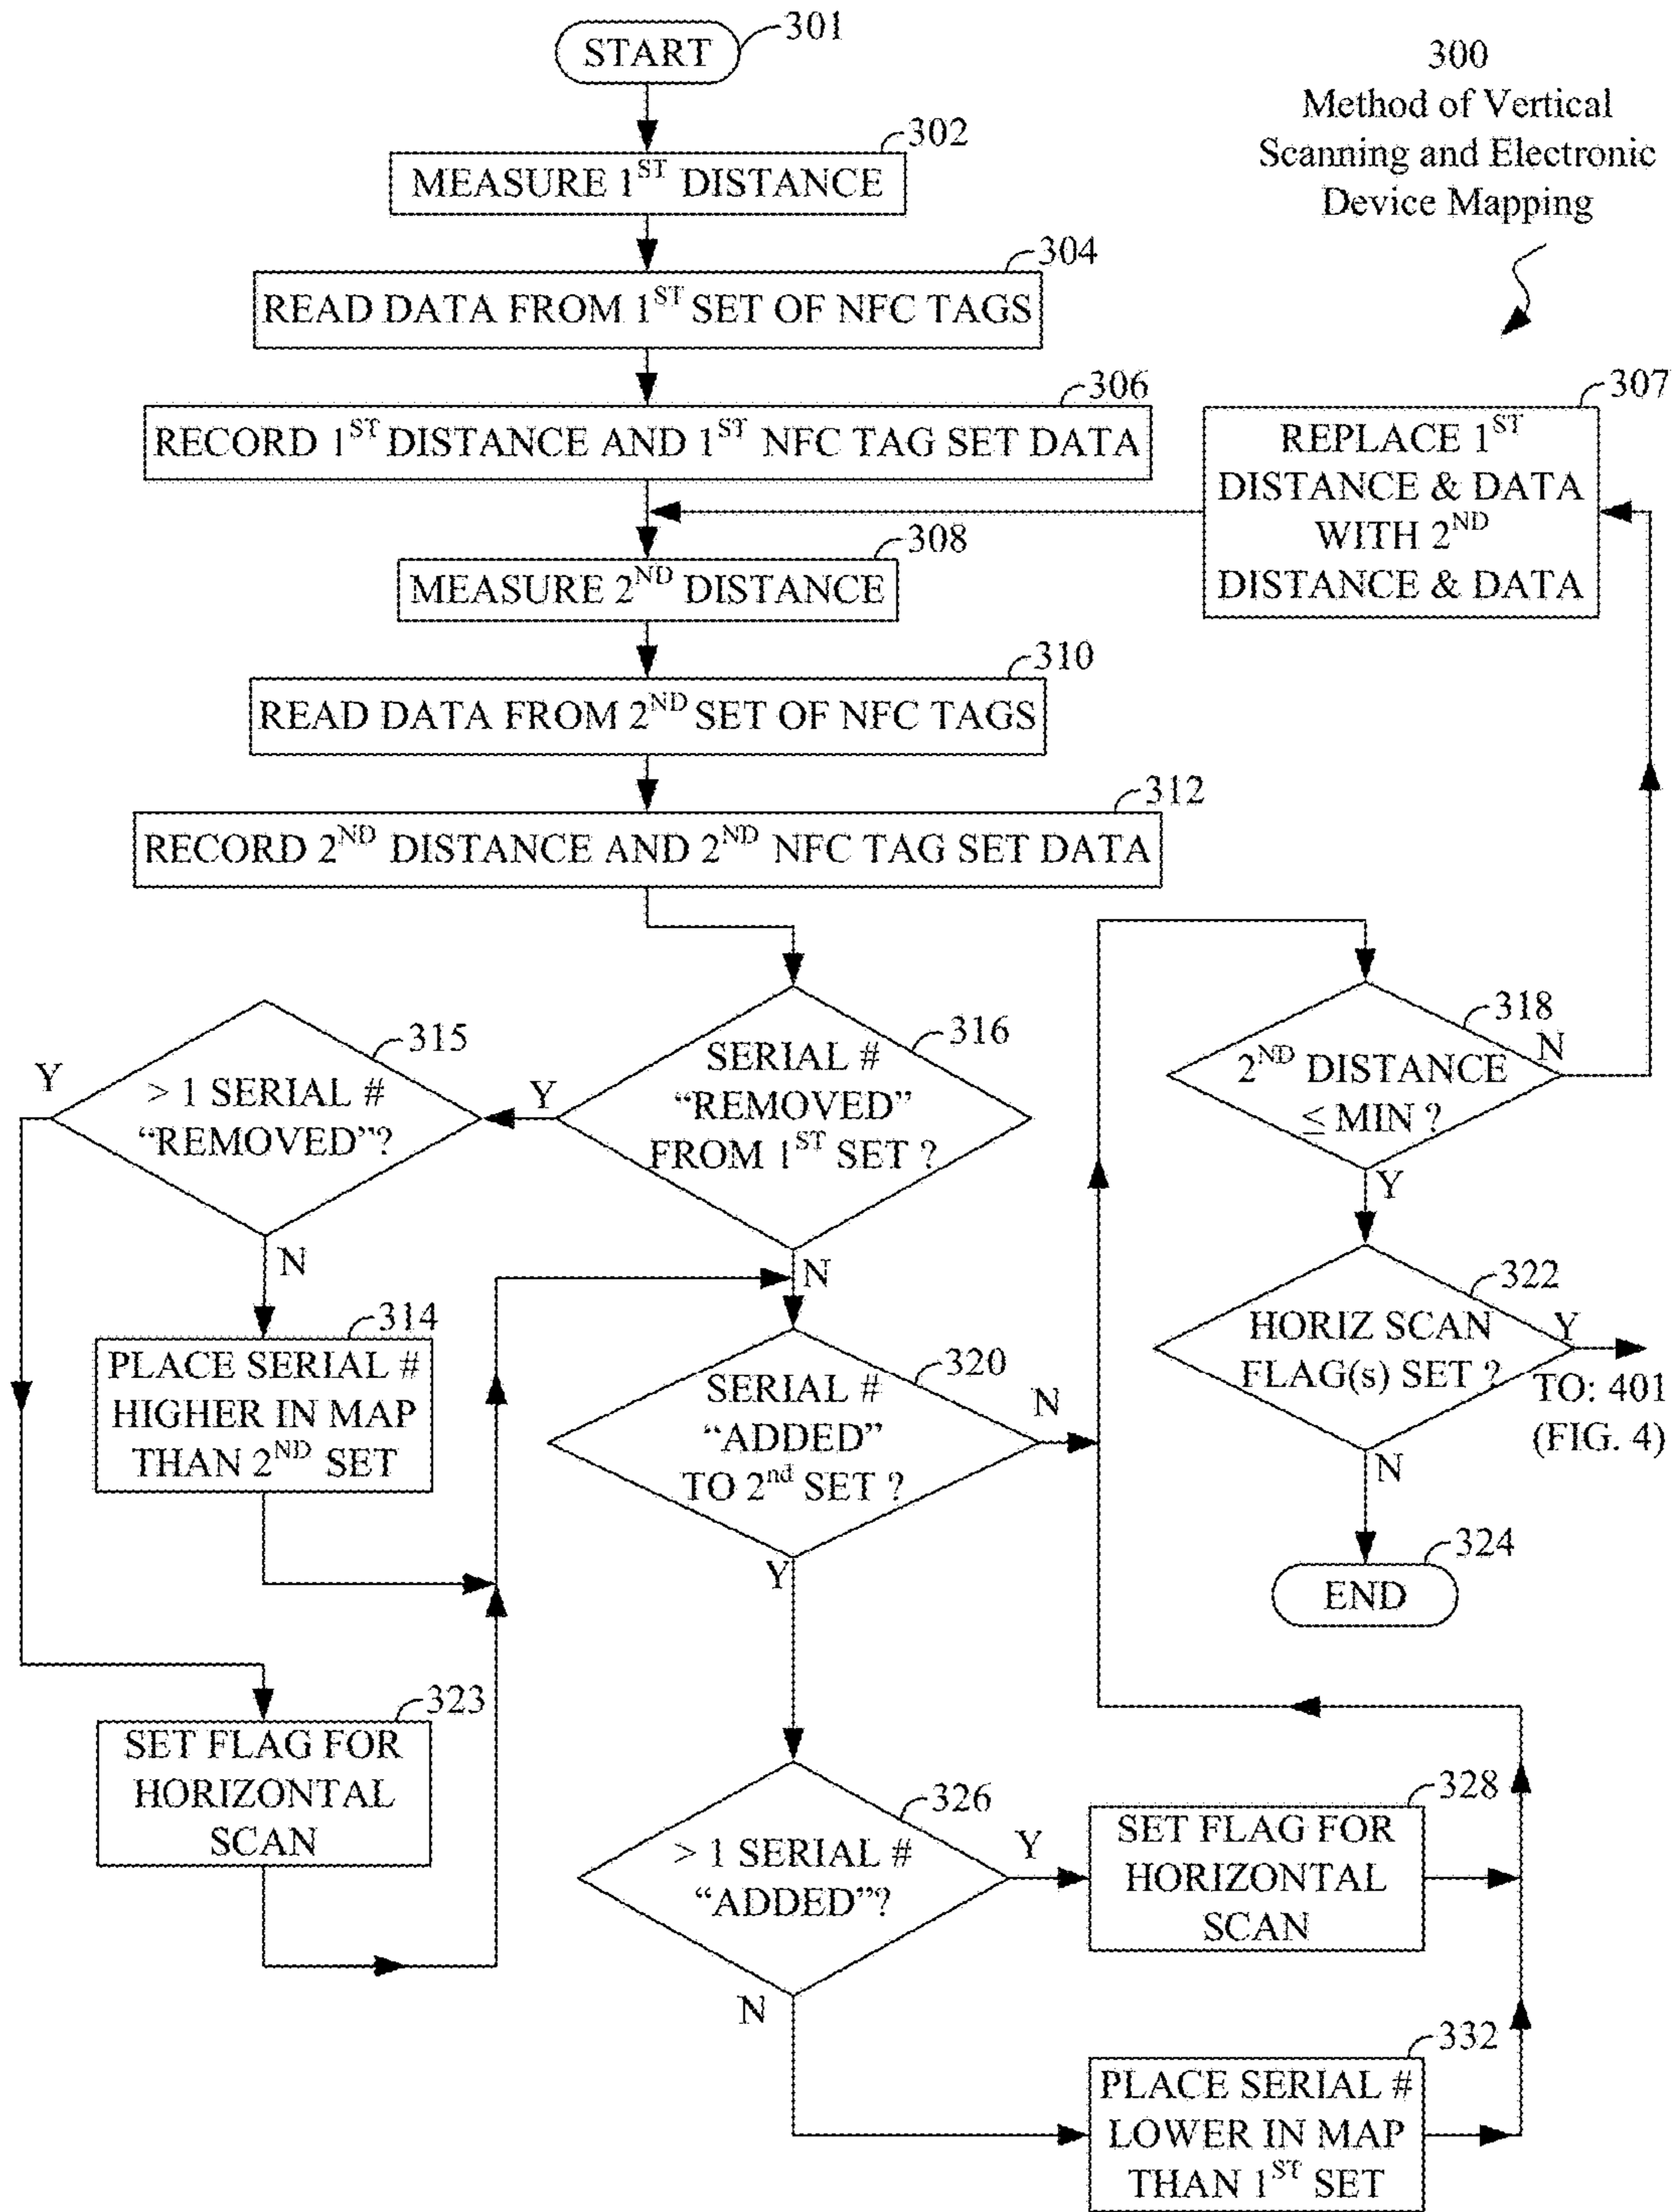 START
301
300
Method of Vertical
Scanning and Electronic
Device Mapping
302
MEASURE 1ST DISTANCE
304
READ DATA FROM 1ST SET OF NFC TAGS
306
RECORD 1ST DISTANCE AND 1ST NFC TAG SET DATA
307
REPLACE 1ST
DISTANCE & DATA
WITH 2ND
DISTANCE & DATA
308
MEASURE 2ND DISTANCE
310
READ DATA FROM 2ND SET OF NFC TAGS
312
RECORD 2ND DISTANCE AND 2ND NFC TAG SET DATA
316
SERIAL #
“REMOVED”
FROM 1ST SET ?
Y
N
315
> 1 SERIAL #
“REMOVED”?
Y
N
314
PLACE SERIAL #
HIGHER IN MAP
THAN 2ND SET
323
SET FLAG FOR
HORIZONTAL
SCAN
320
SERIAL #
“ADDED”
TO 2nd SET ?
N
Y
318
2ND DISTANCE
≤ MIN ?
N
Y
322
HORIZ SCAN
FLAG(s) SET ?
Y
TO: 401
(FIG. 4)
N
324
END
326
> 1 SERIAL #
“ADDED”?
Y
N
328
SET FLAG FOR
HORIZONTAL
SCAN
332
PLACE SERIAL #
LOWER IN MAP
THAN 1ST SET